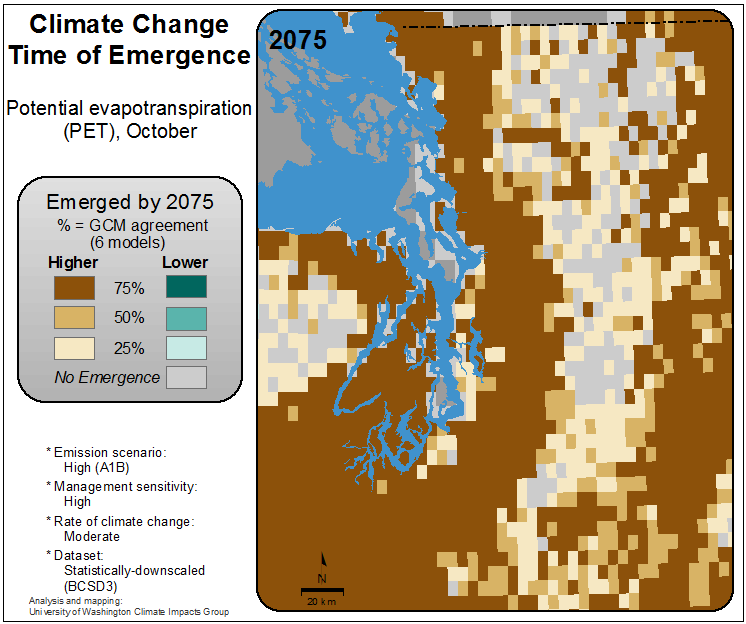 Climate Change
Time of Emergence
Potential evapotranspiration
(PET), October
Emerged by 2075
% = GCM agreement
(6 models)
Higher Lower
75%
50%
25%
No Emergence
* Emission scenario:
High (A1B)
* Management sensitivity:
High
* Rate of climate change:
Moderate
* Dataset:
Statistically-downscaled
(BCSD3)
Analysis and mapping:
University of Washington Climate Impacts Group
2075
N
20 km